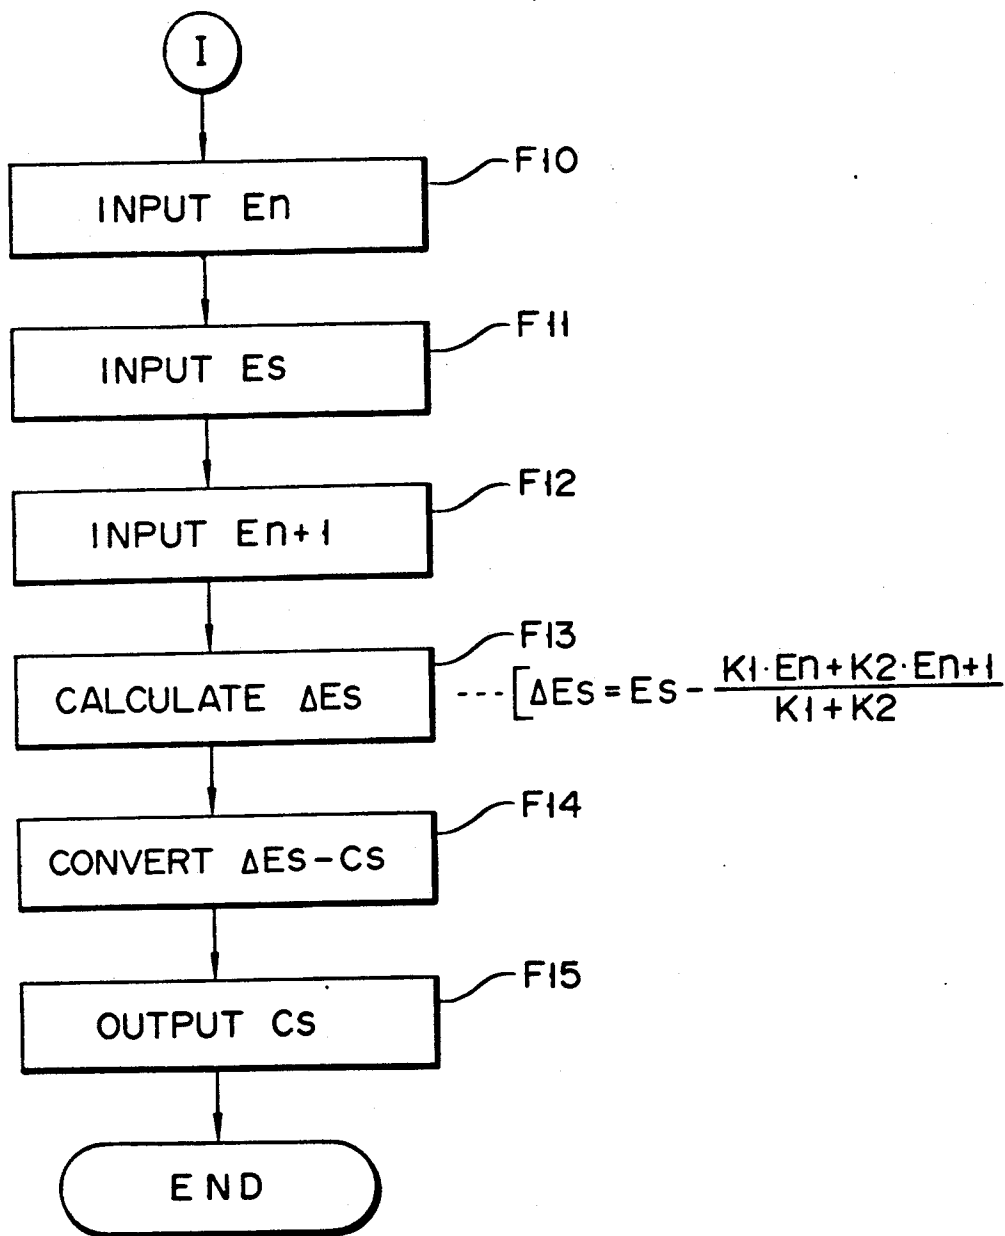 I
INPUT En
F10
INPUT Es
F11
INPUT En+1
F12
CALCULATE ΔEs
F13
---[ΔEs = Es - (K1·En+K2·En+1)/(K1+K2)
CONVERT ΔEs-Cs
F14
OUTPUT Cs
F15
END